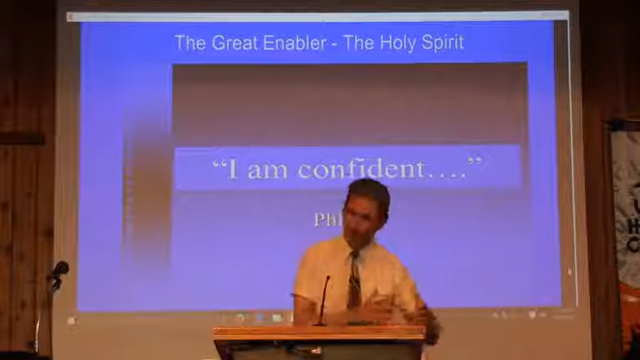 The Great Enabler - The Holy Spirit
“I am confident….”